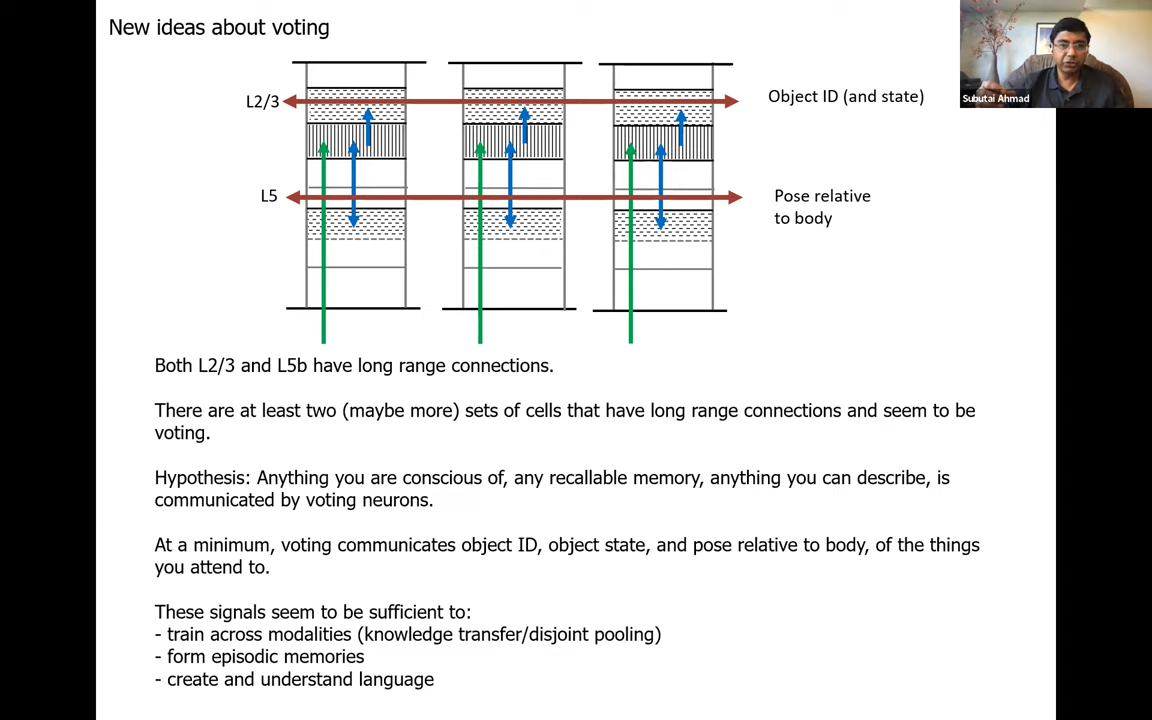 New ideas about voting
Subutai Ahmad
L2/3
Object ID (and state)
L5
Pose relative
to body
Both L2/3 and L5b have long range connections.
There are at least two (maybe more) sets of cells that have long range connections and seem to be
voting.
Hypothesis: Anything you are conscious of, any recallable memory, anything you can describe, is
communicated by voting neurons.
At a minimum, voting communicates object ID, object state, and pose relative to body, of the things
you attend to.
These signals seem to be sufficient to:
- train across modalities (knowledge transfer/disjoint pooling)
- form episodic memories
- create and understand language